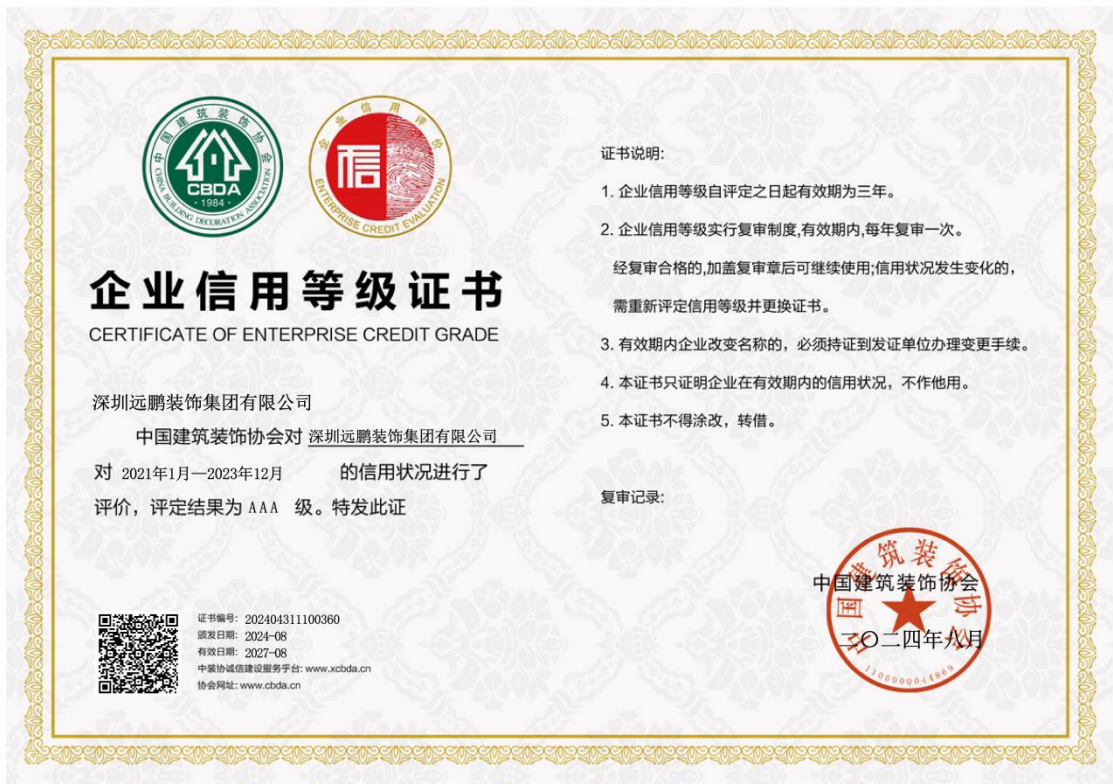 中国建筑装饰协会
CBDA
·1984·
CHINA BUILDING DECORATION ASSOCIATION
企业信用评价
信
ENTERPRISE CREDIT EVALUATION
企业信用等级证书
CERTIFICATE OF ENTERPRISE CREDIT GRADE
深圳远鹏装饰集团有限公司
中国建筑装饰协会对 深圳远鹏装饰集团有限公司
对 2021年1月—2023年12月 的信用状况进行了
评价，评定结果为 AAA 级。特发此证
证书编号: 202404311100360
颁发日期: 2024-08
有效日期: 2027-08
中装协诚信建设服务平台: www.xcbda.cn
协会网址: www.cbda.cn
证书说明:
1. 企业信用等级自评定之日起有效期为三年。
2. 企业信用等级实行复审制度,有效期内,每年复审一次。
经复审合格的,加盖复审章后可继续使用;信用状况发生变化的,
需重新评定信用等级并更换证书。
3. 有效期内企业改变名称的，必须持证到发证单位办理变更手续。
4. 本证书只证明企业在有效期内的信用状况，不作他用。
5. 本证书不得涂改，转借。
复审记录:
中国建筑装饰协会
中国建筑装饰协会
二〇二四年八月
1100000044869